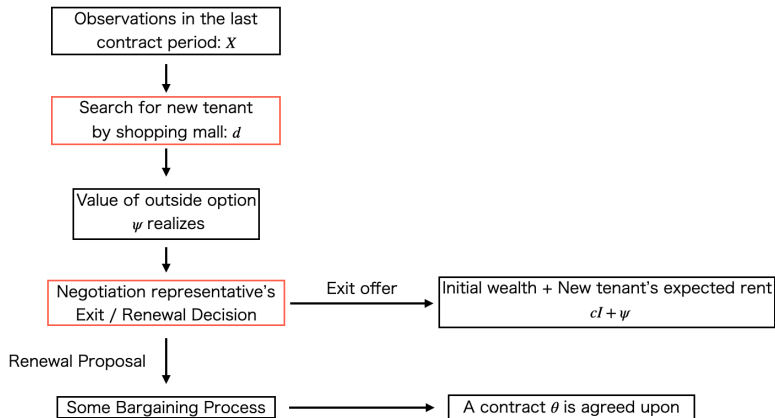 Observations in the last
contract period: X
Search for new tenant
by shopping mall: d
Value of outside option
ψ realizes
Negotiation representative's
Exit / Renewal Decision
Exit offer
Initial wealth + New tenant's expected rent
cI + ψ
Renewal Proposal
Some Bargaining Process
A contract θ is agreed upon